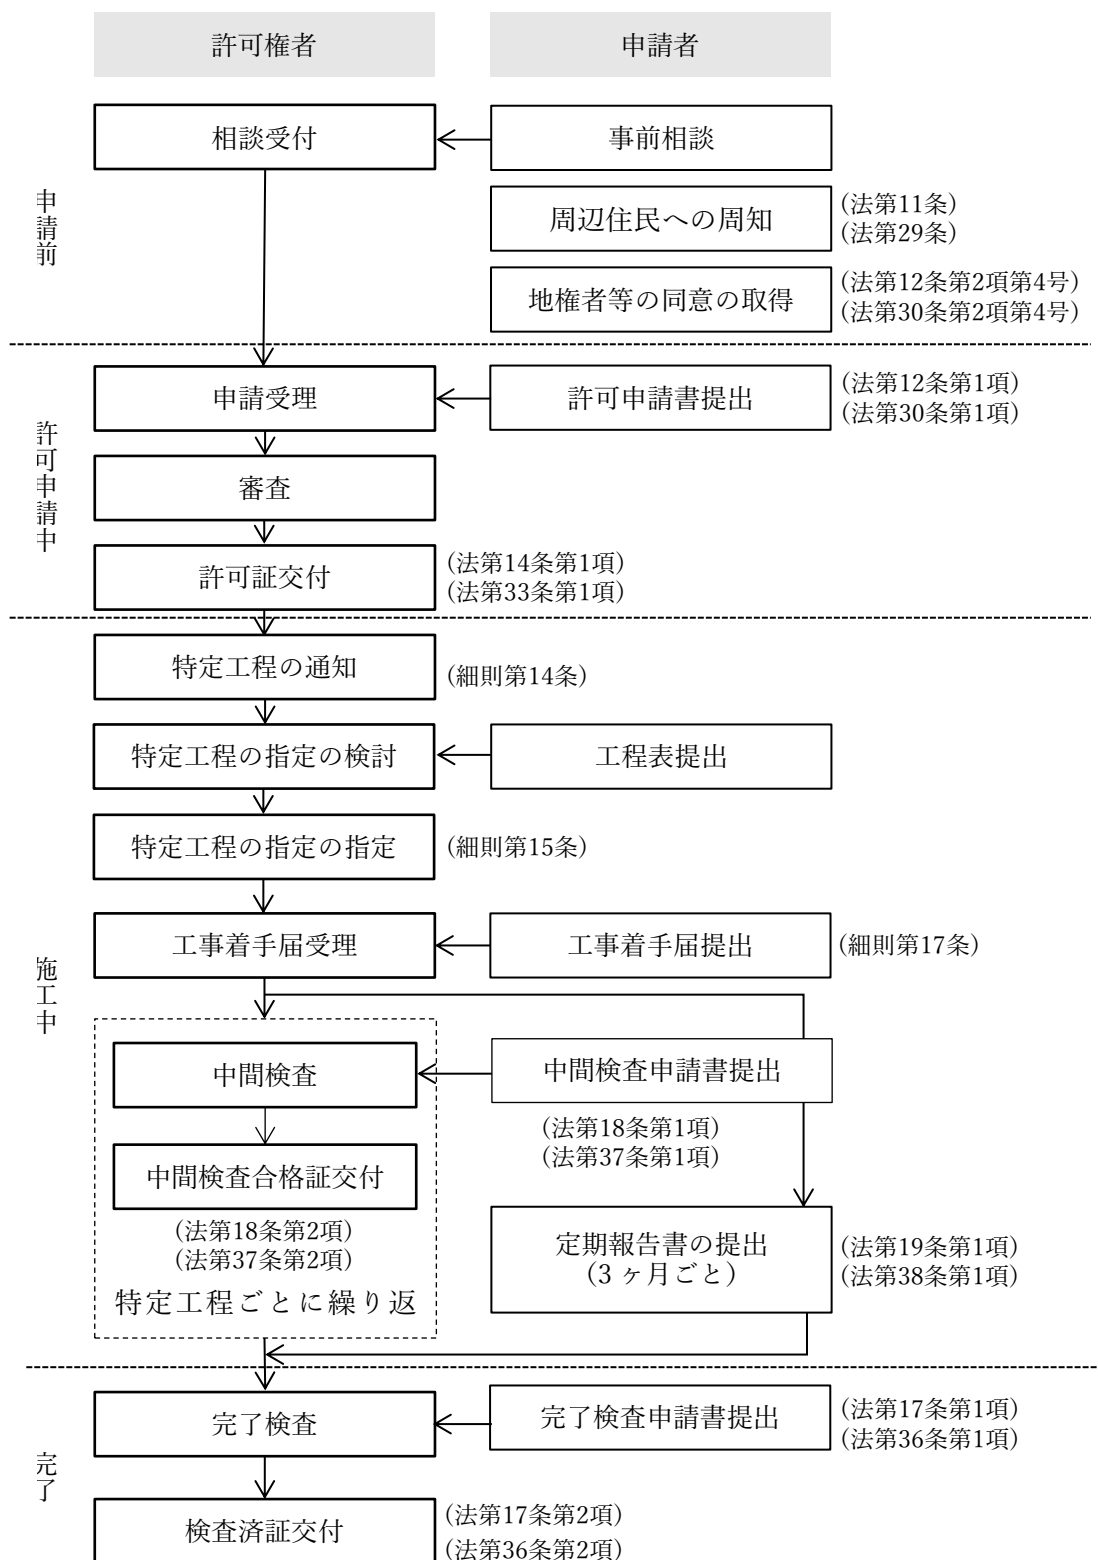 許可権者
申請者
申請前
相談受付
事前相談
周辺住民への周知
(法第11条)
(法第29条)
地権者等の同意の取得
(法第12条第2項第4号)
(法第30条第2項第4号)
許可申請中
申請受理
許可申請書提出
(法第12条第1項)
(法第30条第1項)
審査
許可証交付
(法第14条第1項)
(法第33条第1項)
施工中
特定工程の通知
(細則第14条)
特定工程の指定の検討
工程表提出
特定工程の指定の指定
(細則第15条)
工事着手届受理
工事着手届提出
(細則第17条)
中間検査
中間検査申請書提出
(法第18条第1項)
(法第37条第1項)
中間検査合格証交付
(法第18条第2項)
(法第37条第2項)
特定工程ごとに繰り返
定期報告書の提出
(3ヶ月ごと)
(法第19条第1項)
(法第38条第1項)
完了
完了検査
完了検査申請書提出
(法第17条第1項)
(法第36条第1項)
検査済証交付
(法第17条第2項)
(法第36条第2項)